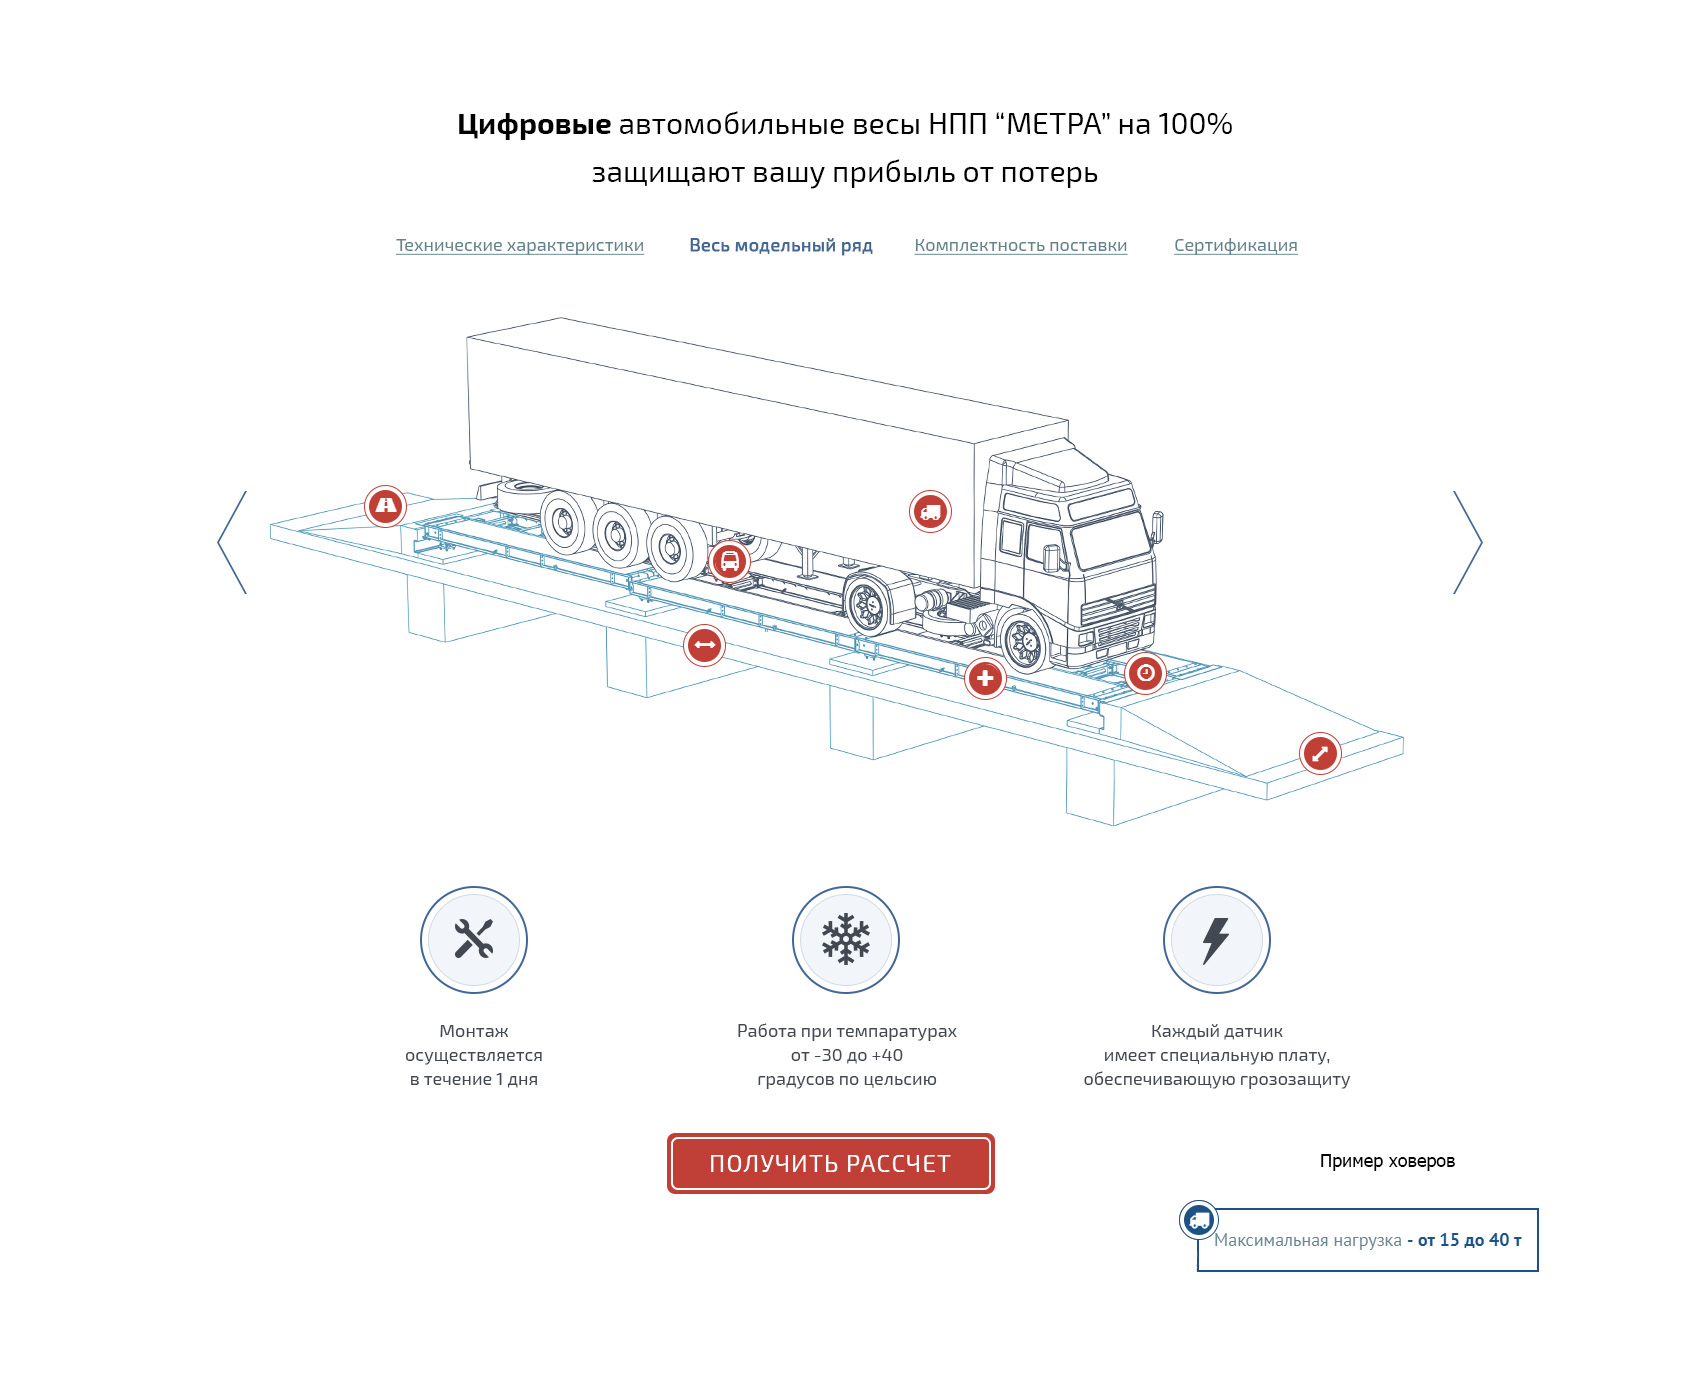 Цифровые автомобильные весы НПП “МЕТРА” на 100%
защищают вашу прибыль от потерь
Технические характеристики Весь модельный ряд Комплектность поставки Сертификация
Монтаж
осуществляется
в течение 1 дня
Работа при темпаратурах
от -30 до +40
градусов по цельсию
Каждый датчик
имеет специальную плату,
обеспечивающую грозозащиту
ПОЛУЧИТЬ РАССЧЕТ
Пример ховеров
Максимальная нагрузка - от 15 до 40 т